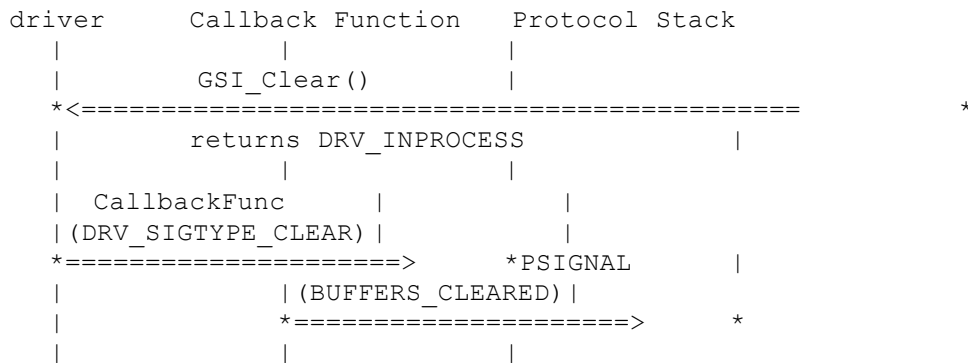 driver     Callback Function   Protocol Stack
   |              |              |
   |         GSI_Clear()         |
   *<=============================================          *
   |        returns DRV_INPROCESS             |
   |              |              |
   |  CallbackFunc      |           |
   |(DRV_SIGTYPE_CLEAR)|           |
   *=====================>      *PSIGNAL      |
   |              |(BUFFERS_CLEARED)|
   |              *=====================>     *
   |              |              |